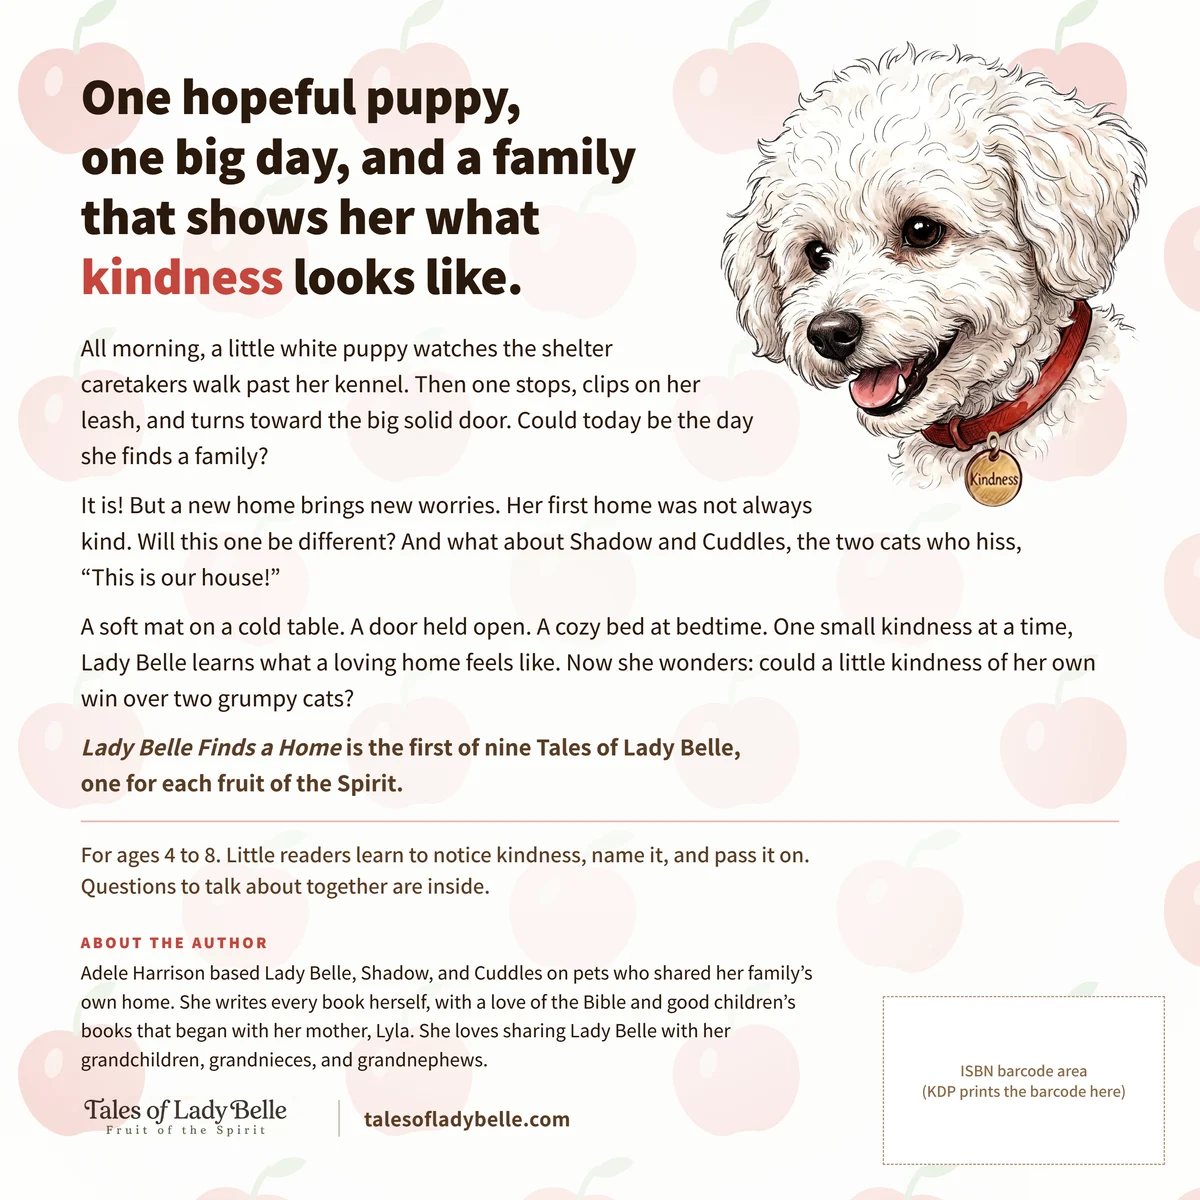 One hopeful puppy,
one big day, and a family
that shows her what
kindness looks like.
All morning, a little white puppy watches the shelter
caretakers walk past her kennel. Then one stops, clips on her
leash, and turns toward the big solid door. Could today be the day
she finds a family?
It is! But a new home brings new worries. Her first home was not always
kind. Will this one be different? And what about Shadow and Cuddles, the two cats who hiss,
“This is our house!”
A soft mat on a cold table. A door held open. A cozy bed at bedtime. One small kindness at a time,
Lady Belle learns what a loving home feels like. Now she wonders: could a little kindness of her own
win over two grumpy cats?
Lady Belle Finds a Home is the first of nine Tales of Lady Belle,
one for each fruit of the Spirit.
For ages 4 to 8. Little readers learn to notice kindness, name it, and pass it on.
Questions to talk about together are inside.
ABOUT THE AUTHOR
Adele Harrison based Lady Belle, Shadow, and Cuddles on pets who shared her family’s
own home. She writes every book herself, with a love of the Bible and good children’s
books that began with her mother, Lyla. She loves sharing Lady Belle with her
grandchildren, grandnieces, and grandnephews.
Tales of Lady Belle
Fruit of the Spirit
talesofladybelle.com
Kindness
ISBN barcode area
(KDP prints the barcode here)